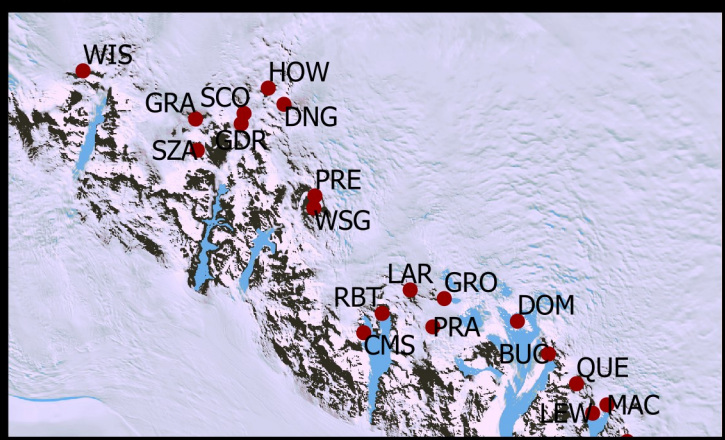 WIS
HOW
GRA
SCO
DNG
GDR
SZA
PRE
WSG
LAR
GRO
RBT
DOM
PRA
CMS
BUC
QUE
LEW
MAC